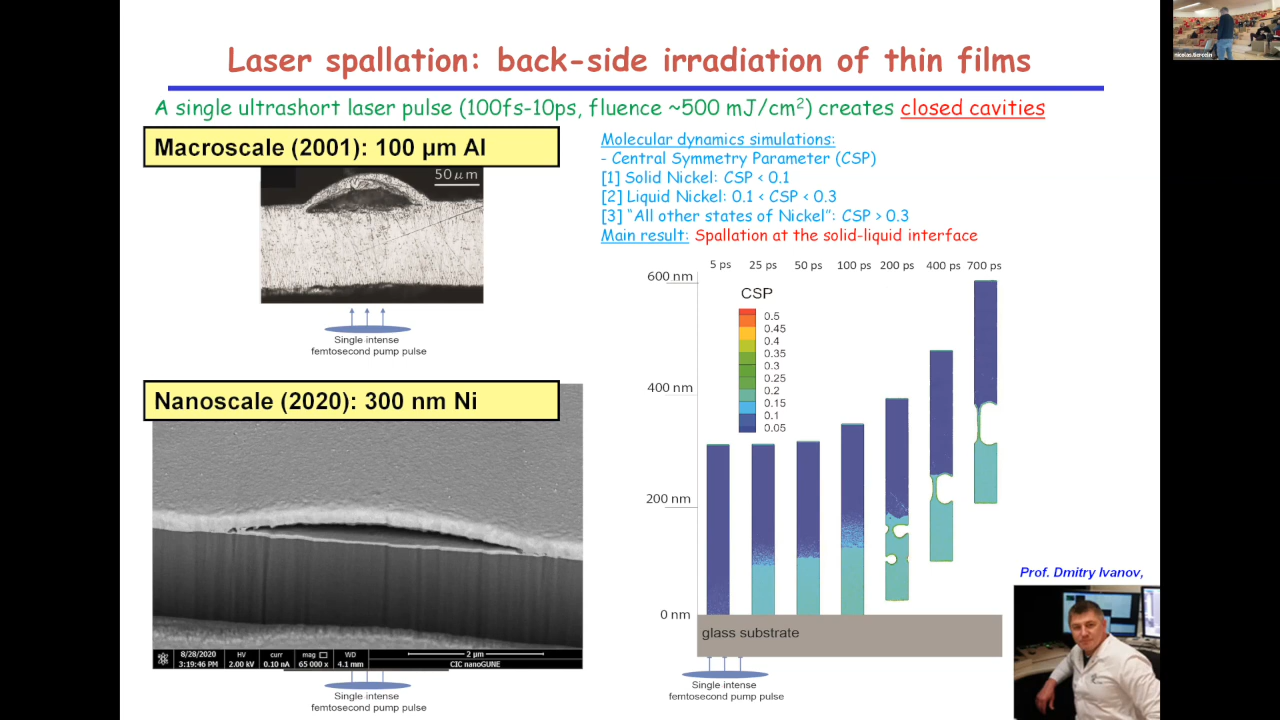 Laser spallation: back-side irradiation of thin films
A single ultrashort laser pulse (100fs-10ps, fluence ~500 mJ/cm²) creates closed cavities
Macroscale (2001): 100 µm Al
50 µm
Single intense
femtosecond pump pulse
Nanoscale (2020): 300 nm Ni
8/28/2020
3:19:46 PM
HV
2.00 kV
curr
0.10 nA
mag
65 000 x
WD
4.1 mm
2 µm
CIC nanoGUNE
Single intense
femtosecond pump pulse
Molecular dynamics simulations:
- Central Symmetry Parameter (CSP)
[1] Solid Nickel: CSP < 0.1
[2] Liquid Nickel: 0.1 < CSP < 0.3
[3] “All other states of Nickel”: CSP > 0.3
Main result: Spallation at the solid-liquid interface
5 ps 25 ps 50 ps 100 ps 200 ps 400 ps 700 ps
600 nm
400 nm
200 nm
0 nm
CSP
0.5
0.45
0.4
0.35
0.3
0.25
0.2
0.15
0.1
0.05
glass substrate
Single intense
femtosecond pump pulse
Prof. Dmitry Ivanov,